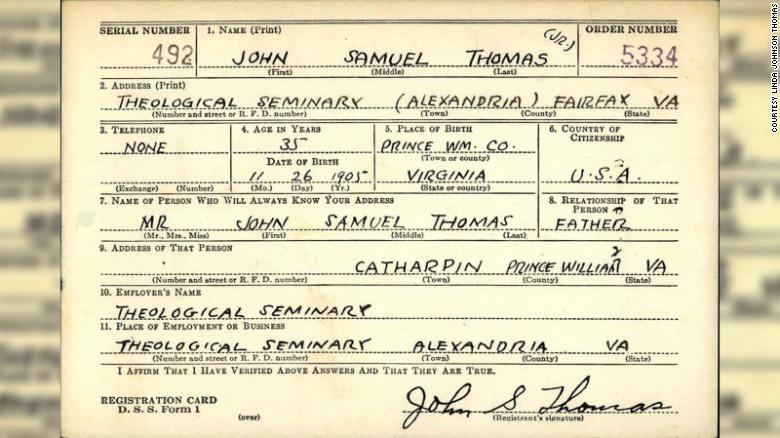 SERIAL NUMBER 1. NAME (Print) ORDER NUMBER
492 JOHN SAMUEL THOMAS (JR.) 5334
(First) (Middle) (Last)
2. ADDRESS (Print)
THEOLOGICAL SEMINARY (ALEXANDRIA) FAIRFAX VA
(Number and street or R. F. D. number) (Town) (County) (State)
3. TELEPHONE 4. AGE IN YEARS 5. PLACE OF BIRTH 6. COUNTRY OF CITIZENSHIP
NONE 35 PRINCE WM. CO.
DATE OF BIRTH (Town or county)
11 26 1905 VIRGINIA U.S.A.
(Exchange) (Number) (Mo.) (Day) (Yr.) (State or country)
7. NAME OF PERSON WHO WILL ALWAYS KNOW YOUR ADDRESS 8. RELATIONSHIP OF THAT PERSON
MR JOHN SAMUEL THOMAS FATHER
(Mr., Mrs., Miss) (First) (Middle) (Last)
9. ADDRESS OF THAT PERSON
CATHARPIN PRINCE WILLIAM VA
(Number and street or R. F. D. number) (Town) (County) (State)
10. EMPLOYER'S NAME
THEOLOGICAL SEMINARY
11. PLACE OF EMPLOYMENT OR BUSINESS
THEOLOGICAL SEMINARY ALEXANDRIA VA
(Number and street or R. F. D. number) (Town) (County) (State)
I AFFIRM THAT I HAVE VERIFIED ABOVE ANSWERS AND THAT THEY ARE TRUE.
REGISTRATION CARD John S Thomas
D. S. S. Form 1 (over) (Registrant's signature)
COURTESY LINDA JOHNSON THOMAS